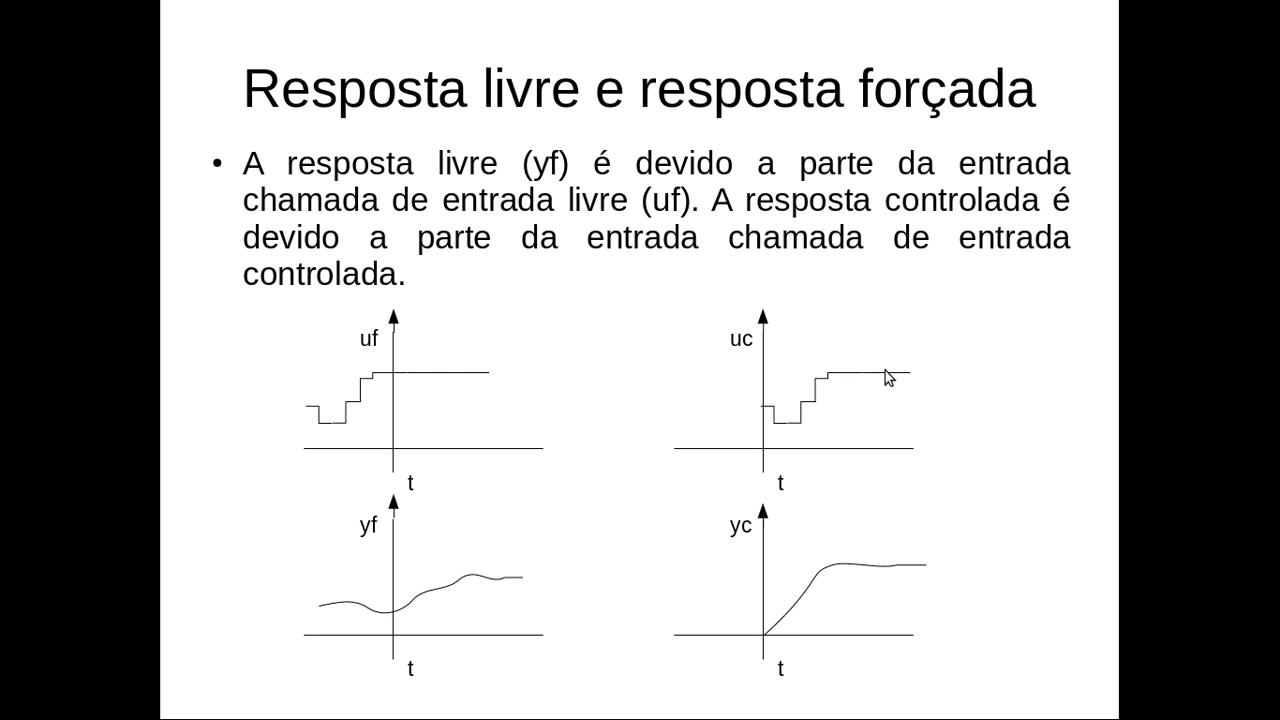 Resposta livre e resposta forçada
• A resposta livre (yf) é devido a parte da entrada
chamada de entrada livre (uf). A resposta controlada é
devido a parte da entrada chamada de entrada
controlada.
uf
uc
t
t
yf
yc
t
t